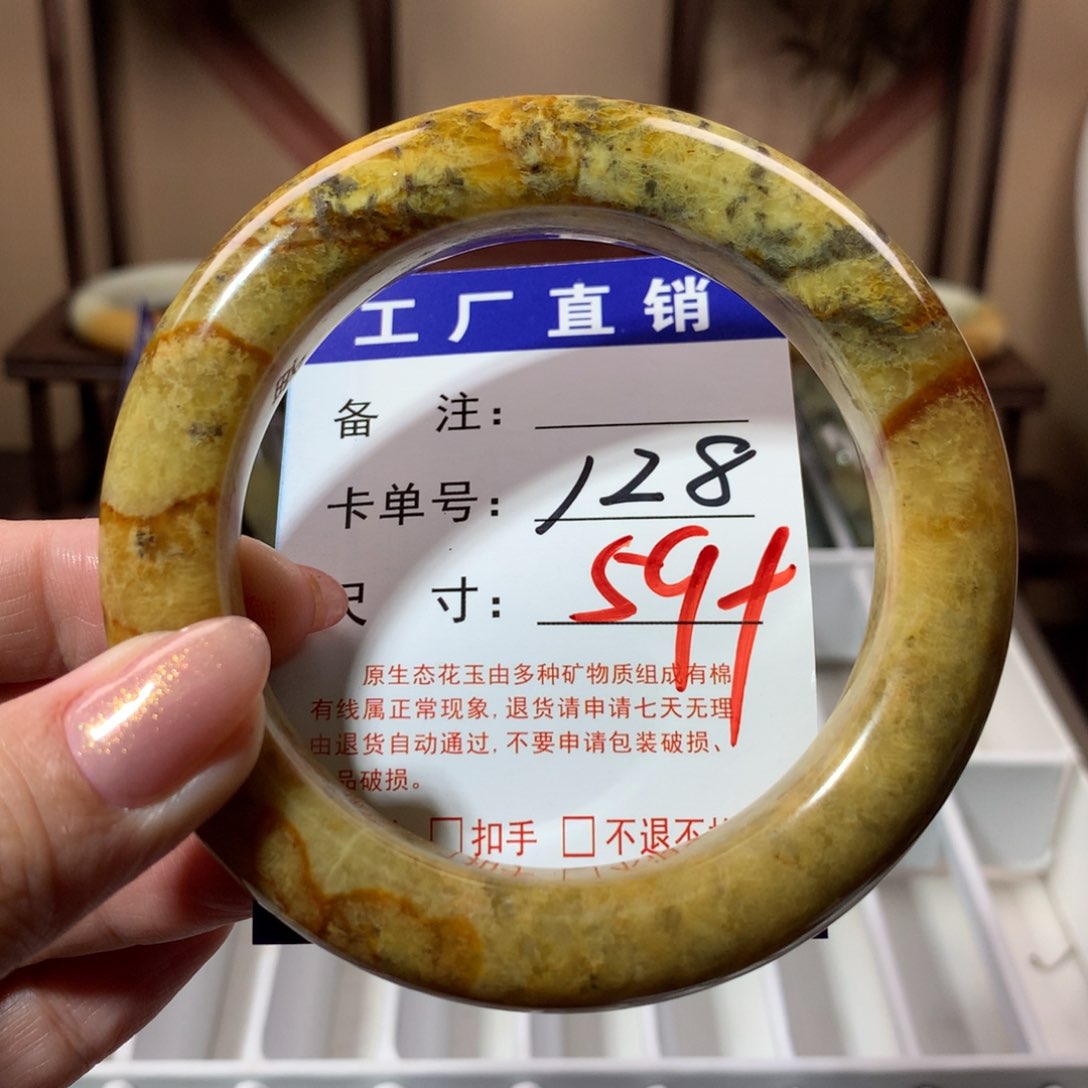 工厂直销
备 注：
卡单号：128
尺 寸：59+
原生态花玉由多种矿物质组成有棉
有线属正常现象，退货请申请七天无理
由退货自动通过，不要申请包装破损、
品破损。
□扣手 □不退不